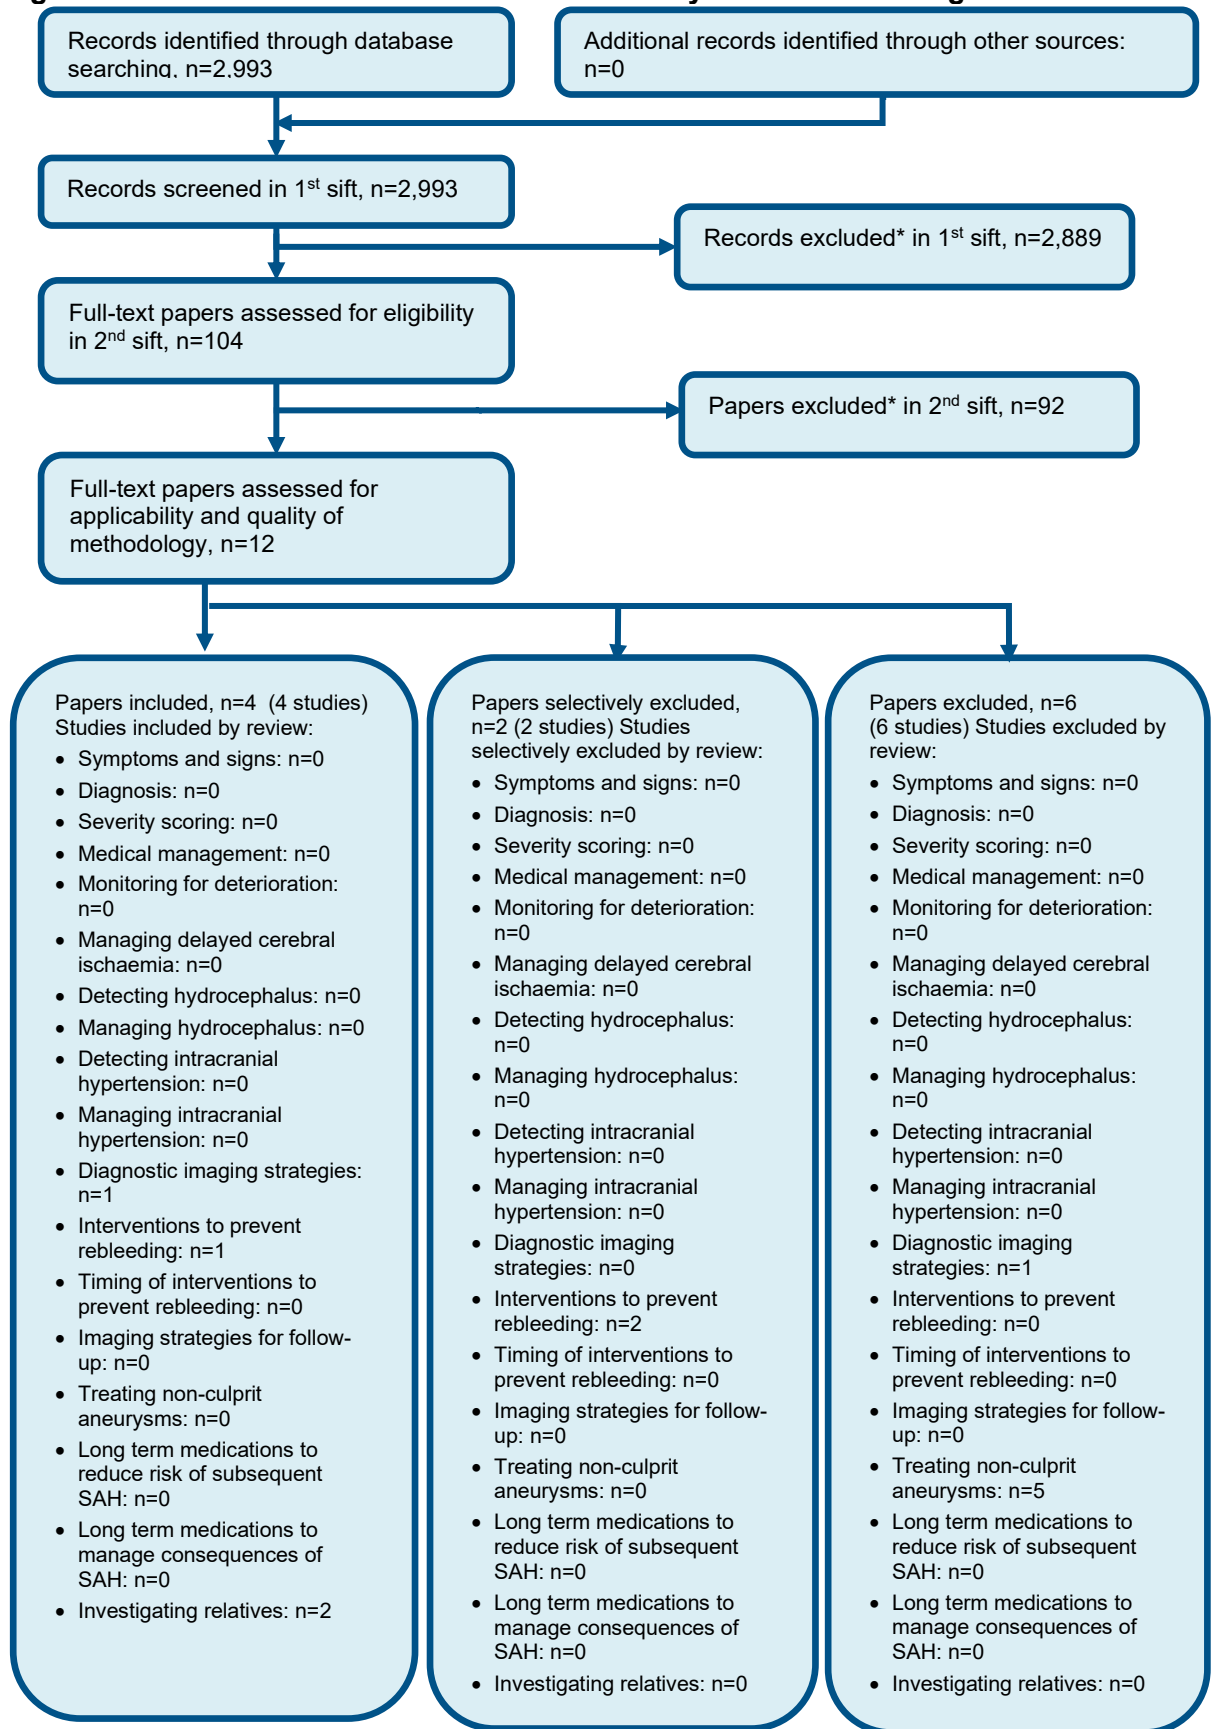 Records identified through database
searching, n=2,993
Additional records identified through other sources:
n=0
Records screened in 1st sift, n=2,993
Records excluded* in 1st sift, n=2,889
Full-text papers assessed for eligibility
in 2nd sift, n=104
Papers excluded* in 2nd sift, n=92
Full-text papers assessed for
applicability and quality of
methodology, n=12
Papers included, n=4 (4 studies)
Studies included by review:
• Symptoms and signs: n=0
• Diagnosis: n=0
• Severity scoring: n=0
• Medical management: n=0
• Monitoring for deterioration:
n=0
• Managing delayed cerebral
ischaemia: n=0
• Detecting hydrocephalus: n=0
• Managing hydrocephalus: n=0
• Detecting intracranial
hypertension: n=0
• Managing intracranial
hypertension: n=0
• Diagnostic imaging strategies:
n=1
• Interventions to prevent
rebleeding: n=1
• Timing of interventions to
prevent rebleeding: n=0
• Imaging strategies for follow-
up: n=0
• Treating non-culprit
aneurysms: n=0
• Long term medications to
reduce risk of subsequent
SAH: n=0
• Long term medications to
manage consequences of
SAH: n=0
• Investigating relatives: n=2
Papers selectively excluded,
n=2 (2 studies) Studies
selectively excluded by review:
• Symptoms and signs: n=0
• Diagnosis: n=0
• Severity scoring: n=0
• Medical management: n=0
• Monitoring for deterioration:
n=0
• Managing delayed cerebral
ischaemia: n=0
• Detecting hydrocephalus:
n=0
• Managing hydrocephalus:
n=0
• Detecting intracranial
hypertension: n=0
• Managing intracranial
hypertension: n=0
• Diagnostic imaging
strategies: n=0
• Interventions to prevent
rebleeding: n=2
• Timing of interventions to
prevent rebleeding: n=0
• Imaging strategies for follow-
up: n=0
• Treating non-culprit
aneurysms: n=0
• Long term medications to
reduce risk of subsequent
SAH: n=0
• Long term medications to
manage consequences of
SAH: n=0
• Investigating relatives: n=0
Papers excluded, n=6
(6 studies) Studies excluded by
review:
• Symptoms and signs: n=0
• Diagnosis: n=0
• Severity scoring: n=0
• Medical management: n=0
• Monitoring for deterioration:
n=0
• Managing delayed cerebral
ischaemia: n=0
• Detecting hydrocephalus:
n=0
• Managing hydrocephalus:
n=0
• Detecting intracranial
hypertension: n=0
• Managing intracranial
hypertension: n=0
• Diagnostic imaging
strategies: n=1
• Interventions to prevent
rebleeding: n=0
• Timing of interventions to
prevent rebleeding: n=0
• Imaging strategies for follow-
up: n=0
• Treating non-culprit
aneurysms: n=5
• Long term medications to
reduce risk of subsequent
SAH: n=0
• Long term medications to
manage consequences of
SAH: n=0
• Investigating relatives: n=0